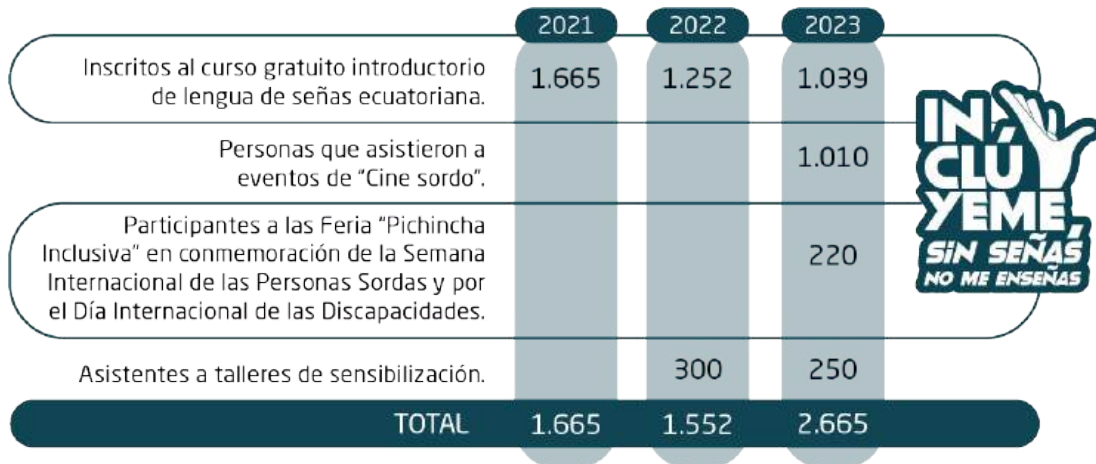 2021 2022 2023
Inscritos al curso gratuito introductorio
de lengua de señas ecuatoriana.
1.665 1.252 1.039
Personas que asistieron a
eventos de "Cine sordo".
1.010
Participantes a las Feria "Pichincha
Inclusiva" en conmemoración de la Semana
Internacional de las Personas Sordas y por
el Día Internacional de las Discapacidades.
220
Asistentes a talleres de sensibilización.
300 250
TOTAL 1.665 1.552 2.665
IN
CLÚ
YEME,
SIN SEÑAS
NO ME ENSEÑAS